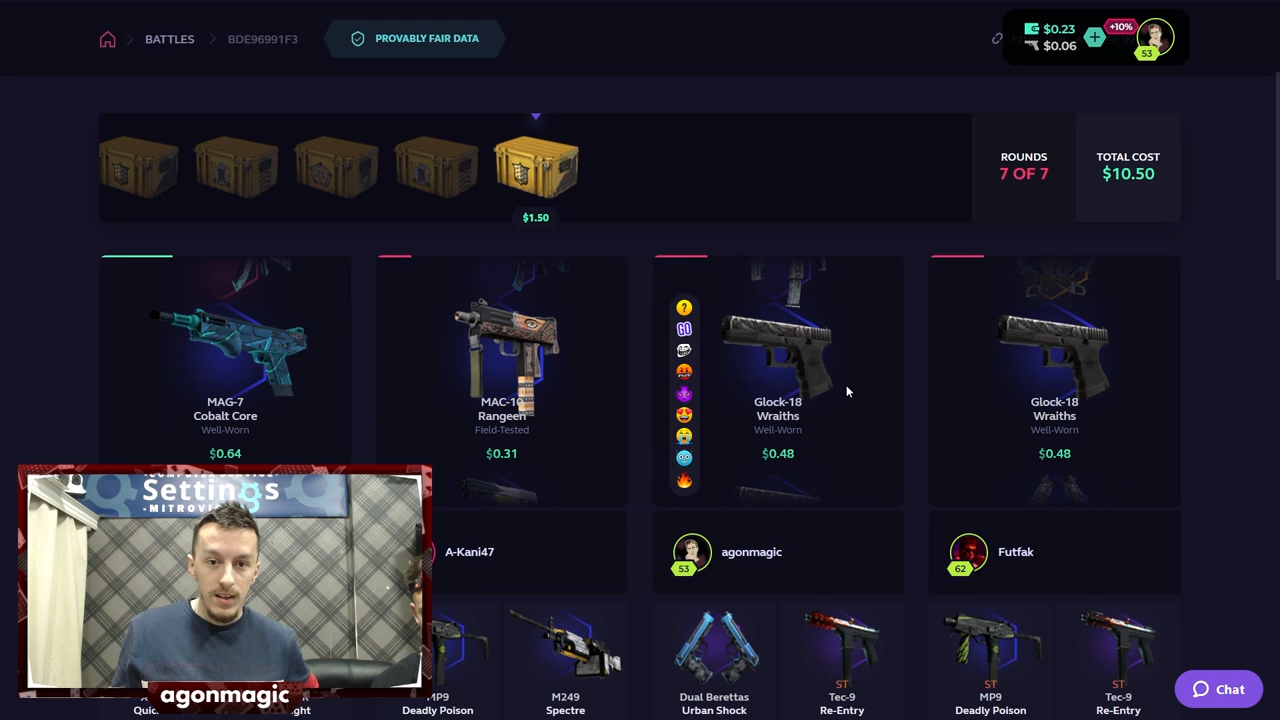 BATTLES
BDE96991F3
PROVABLY FAIR DATA
$0.23
$0.06
+10%
53
ROUNDS
7 OF 7
TOTAL COST
$10.50
$1.50
MAG-7
Cobalt Core
Well-Worn
$0.64
MAC-10
Rangeen
Field-Tested
$0.31
?
GO
Glock-18
Wraiths
Well-Worn
$0.48
Glock-18
Wraiths
Well-Worn
$0.48
Settings
A-Kani47
53
agonmagic
62
Futfak
agonmagic
MP9
Deadly Poison
M249
Spectre
Dual Berettas
Urban Shock
ST
Tec-9
Re-Entry
ST
MP9
Deadly Poison
ST
Tec-9
Re-Entry
Chat